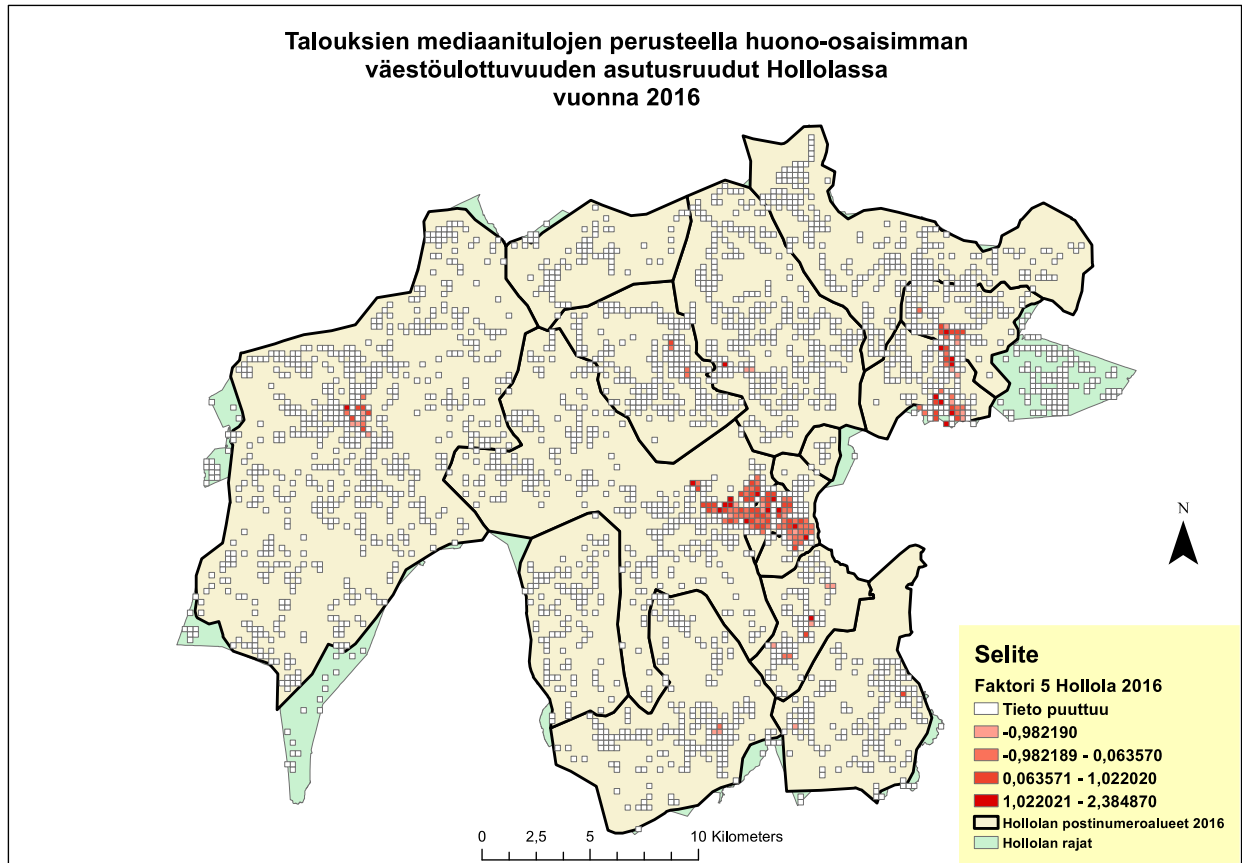 Talouksien mediaanitulojen perusteella huono-osaisimman
väestöulottuvuuden asutusruudut Hollolassa
vuonna 2016
N
Selite
Faktori 5 Hollola 2016
Tieto puuttuu
-0,982190
-0,982189 - 0,063570
0,063571 - 1,022020
1,022021 - 2,384870
Hollolan postinumeroalueet 2016
Hollolan rajat
0 2,5 5 10 Kilometers